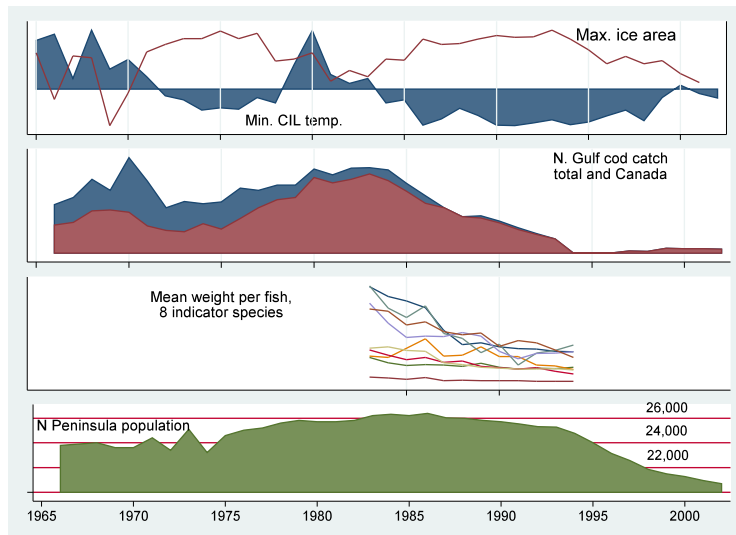 Max. ice area
Min. CIL temp.
N. Gulf cod catch
total and Canada
Mean weight per fish,
8 indicator species
26,000
N Peninsula population
24,000
22,000
1965 1970 1975 1980 1985 1990 1995 2000